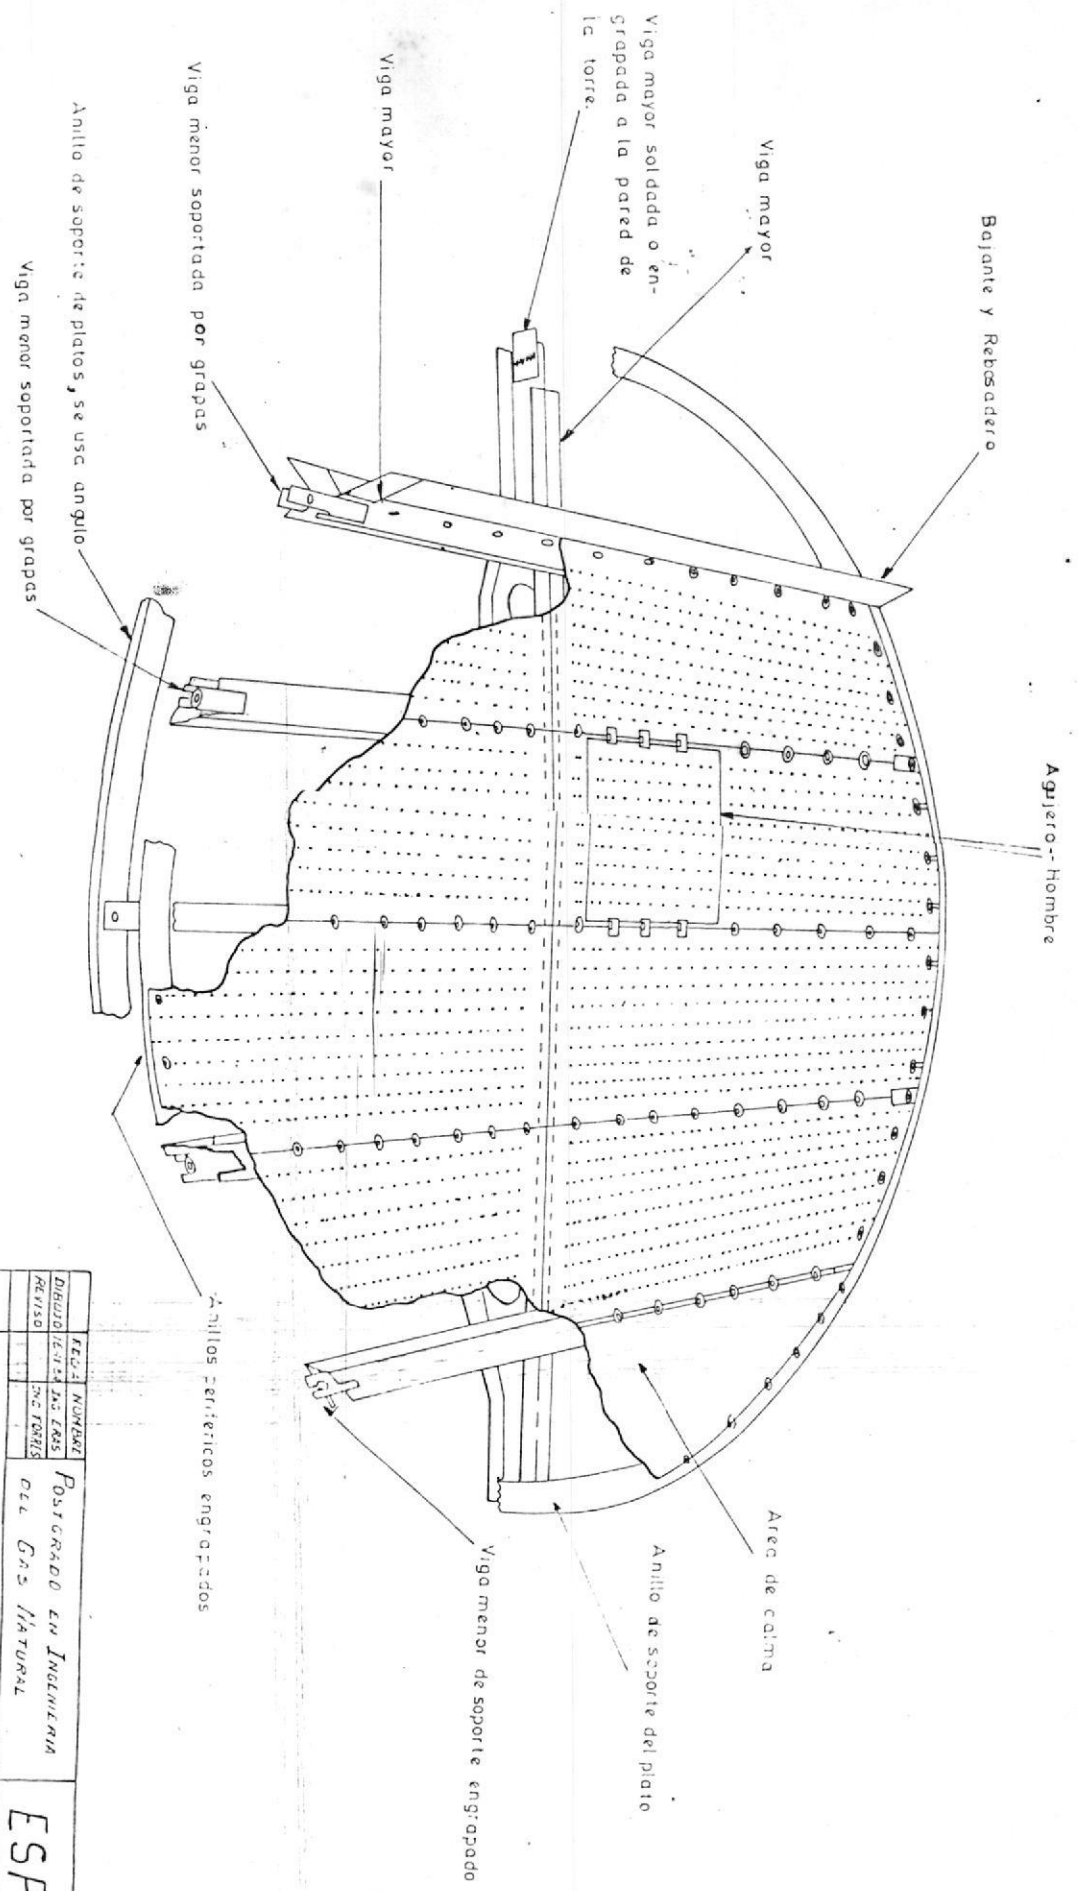 Agujero-Hombre
Bajante y Rebosadero
Viga mayor
Viga mayor soldada o en-
grapada a la pared de
la torre.
Viga mayor
Viga menor soportada por grapas
Anillo de soporte de platos, se usa angulo
Viga menor soportada por grapas
Area de calma
Anillo de soporte del plato
Viga menor de soporte engrapado
Anillos perifericos engrapados
FECHA NOMBRE
DIBUJO ING ERAS
REVISO ING TORRES
POSTGRADO EN INGENIERIA
DEL GAS NATURAL